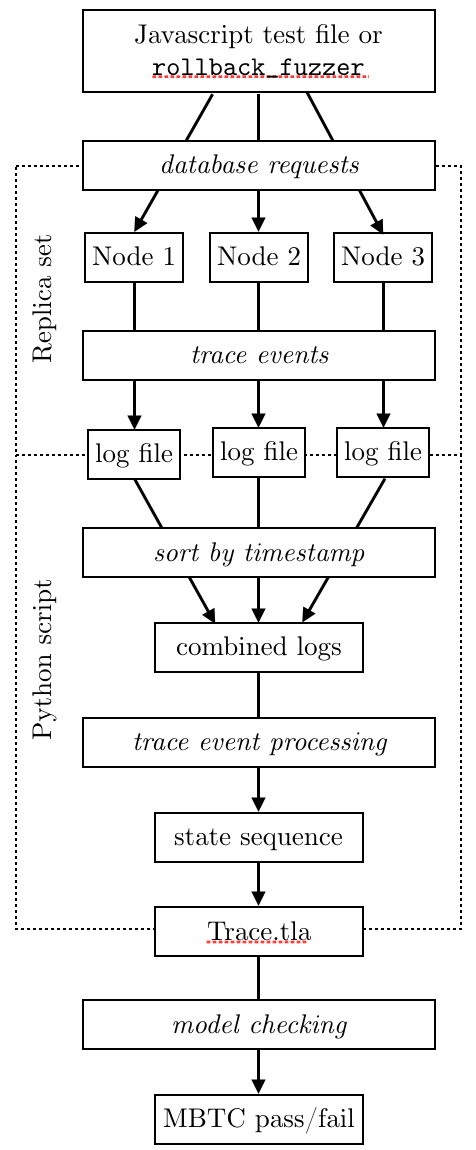 Javascript test file or
rollback_fuzzer
database requests
Replica set
Node 1
Node 2
Node 3
trace events
log file
log file
log file
Python script
sort by timestamp
combined logs
trace event processing
state sequence
Trace.tla
model checking
MBTC pass/fail